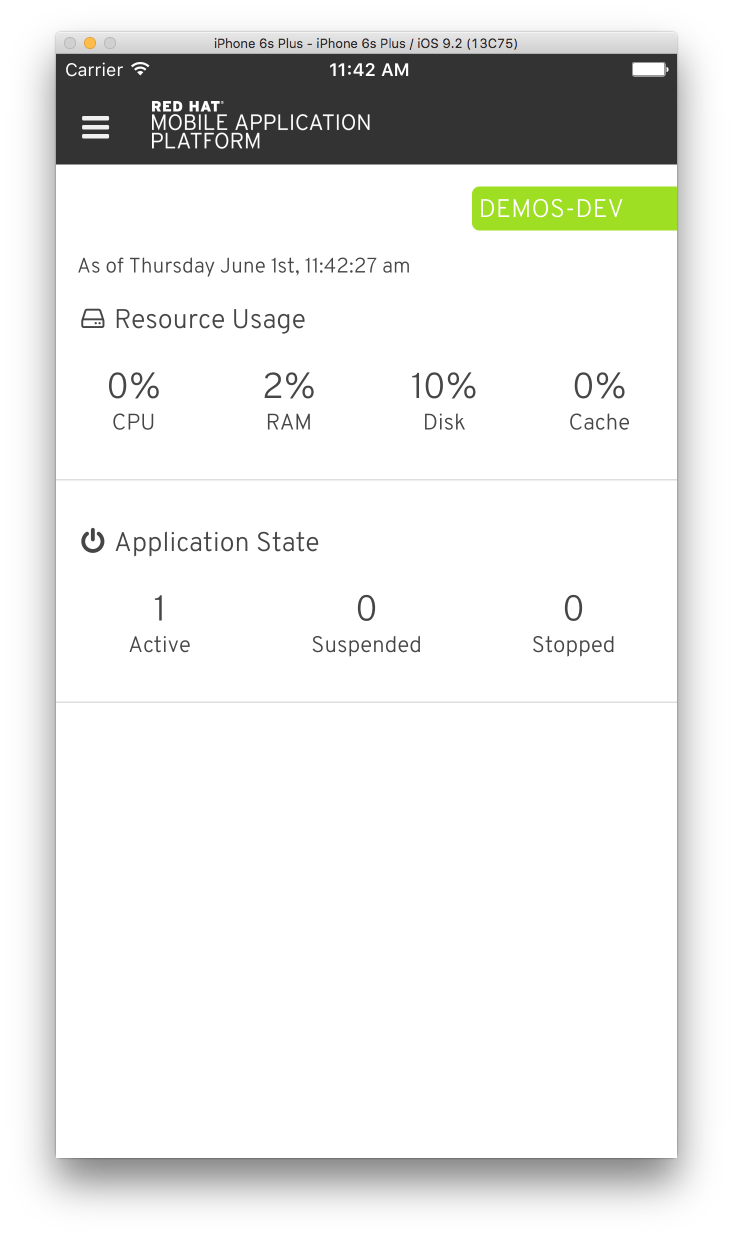 iPhone 6s Plus - iPhone 6s Plus / iOS 9.2 (13C75)
Carrier 11:42 AM
RED HAT®
MOBILE APPLICATION
PLATFORM
DEMOS-DEV
As of Thursday June 1st, 11:42:27 am
Resource Usage
0% 2% 10% 0%
CPU RAM Disk Cache
Application State
1 0 0
Active Suspended Stopped